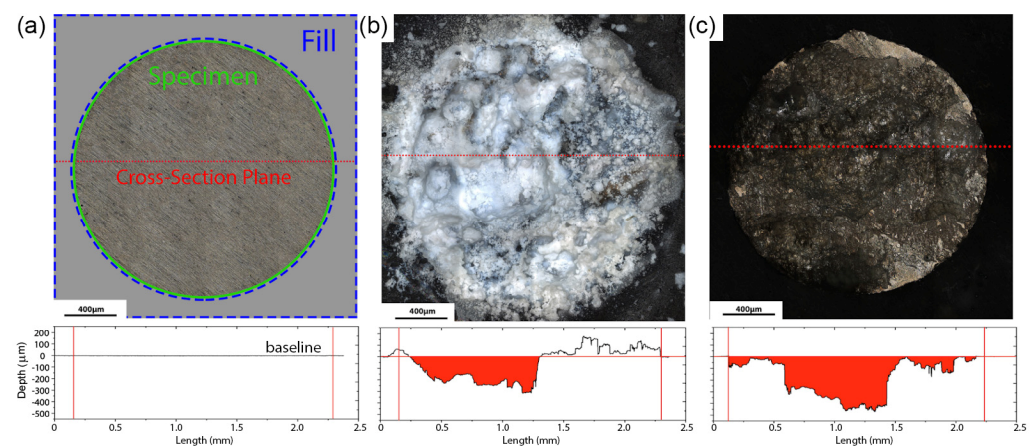 (a)
Fill
Specimen
Cross-Section Plane
400µm
(b)
400µm
(c)
400µm
200
100
0
-100
-200
-300
-400
-500
Depth (µm)
baseline
0
0.5
1.0
1.5
2.0
2.5
Length (mm)
0
0.5
1.0
1.5
2.0
2.5
Length (mm)
0
0.5
1.0
1.5
2.0
2.5
Length (mm)